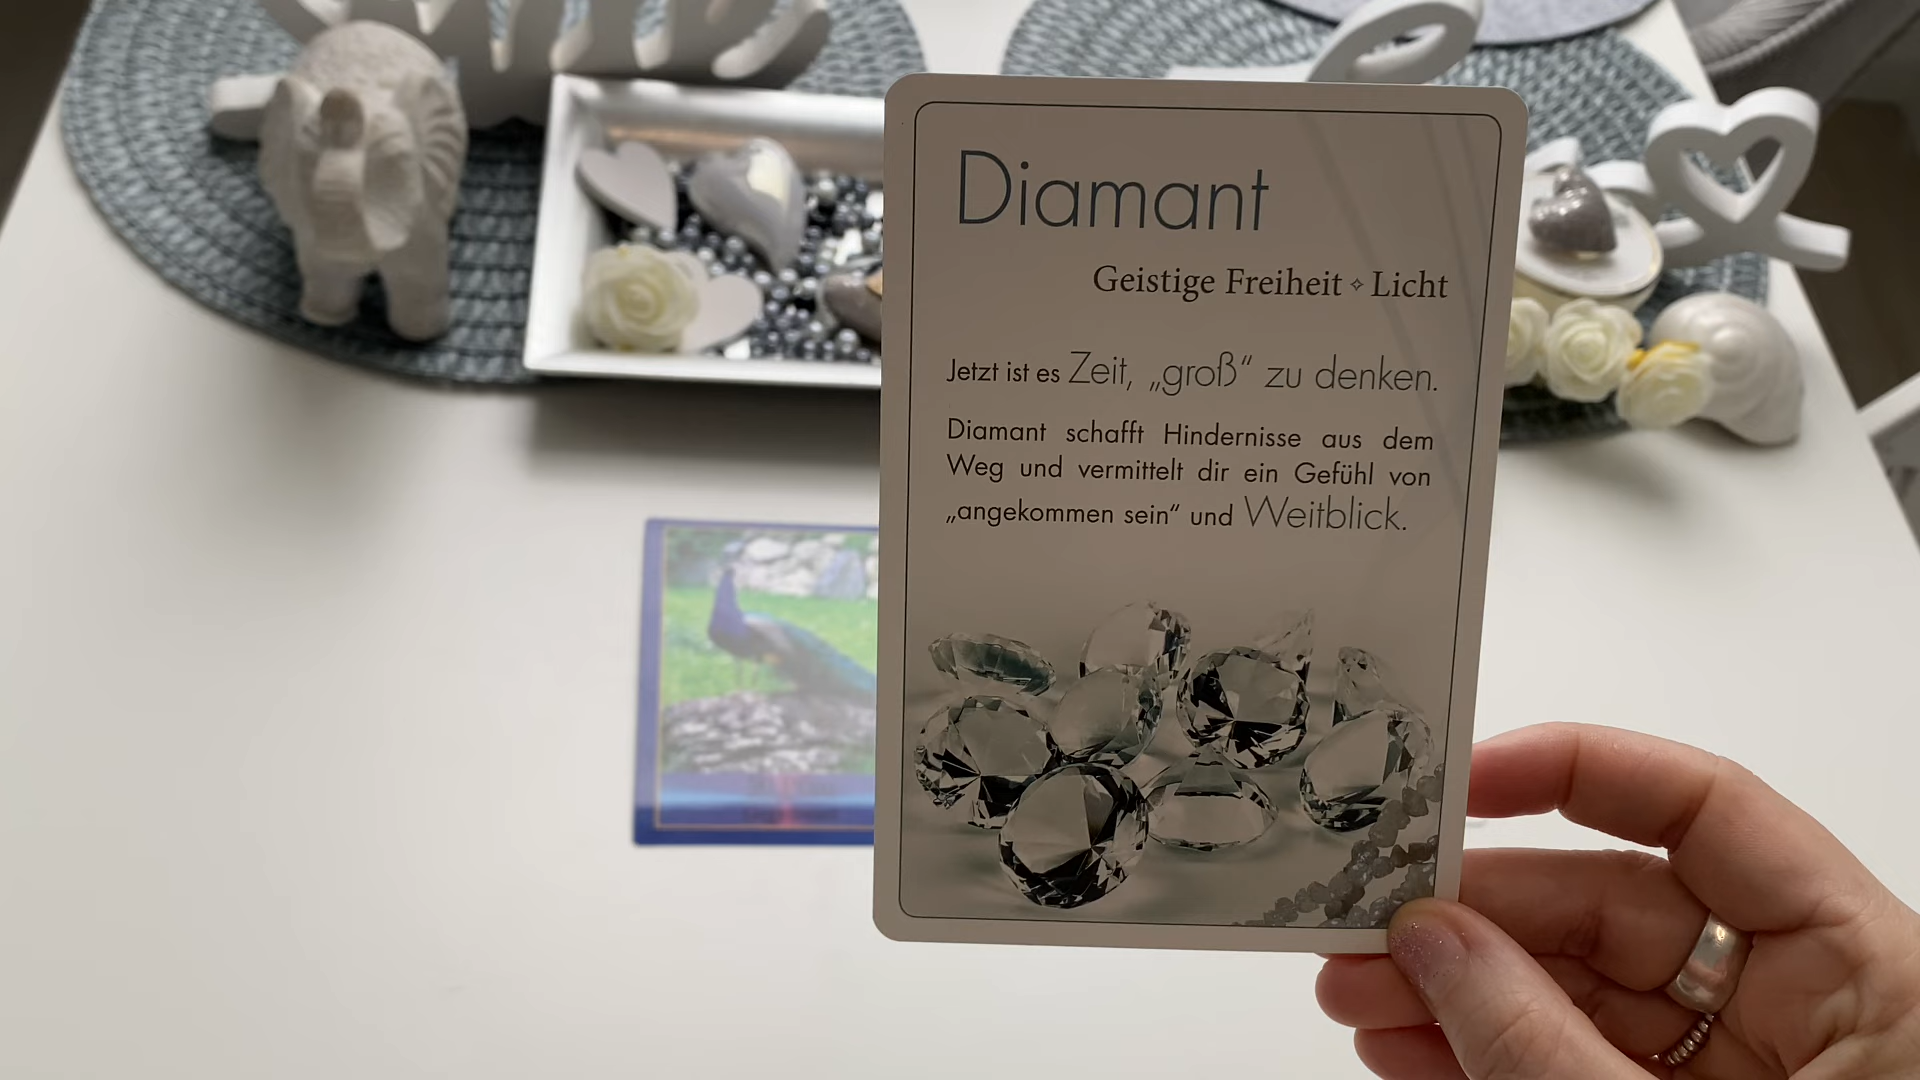 Diamant
Geistige Freiheit ✧ Licht
Jetzt ist es Zeit, „groß“ zu denken.
Diamant schafft Hindernisse aus dem
Weg und vermittelt dir ein Gefühl von
„angekommen sein“ und Weitblick.